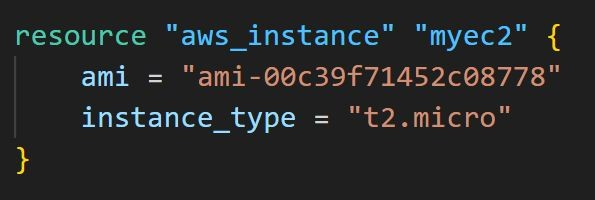 resource "aws_instance" "myec2" {
    ami = "ami-00c39f71452c08778"
    instance_type = "t2.micro"
}